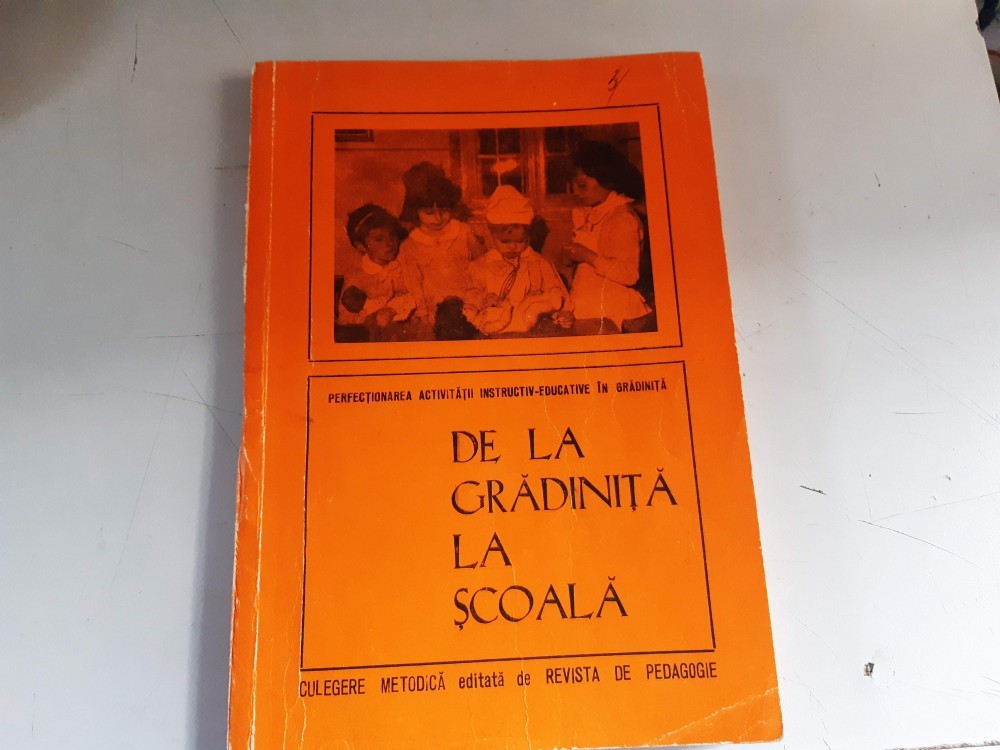 PERFECȚIONAREA ACTIVITĂȚII INSTRUCTIV-EDUCATIVE ÎN GRĂDINIȚĂ
DE LA
GRĂDINIȚĂ
LA
ȘCOALĂ
CULEGERE METODICĂ editată de REVISTA DE PEDAGOGIE